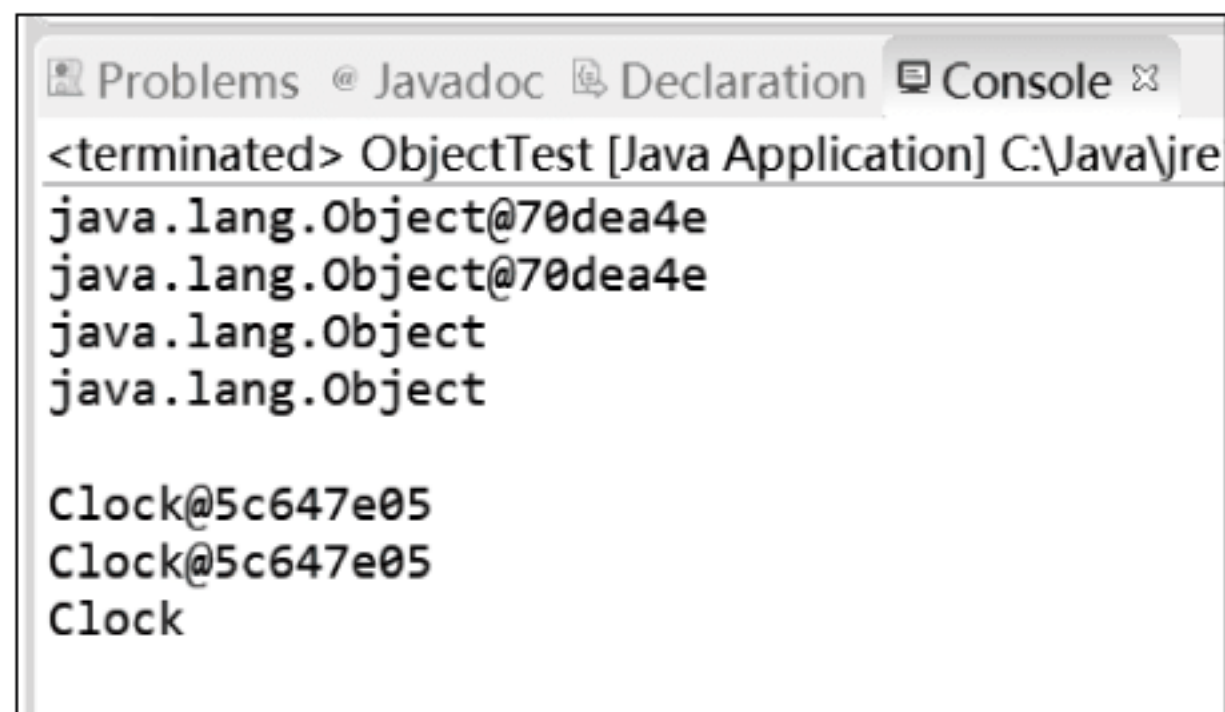 Problems @ Javadoc Declaration Console
<terminated> ObjectTest [Java Application] C:\Java\jre
java.lang.Object@70dea4e
java.lang.Object@70dea4e
java.lang.Object
java.lang.Object
Clock@5c647e05
Clock@5c647e05
Clock